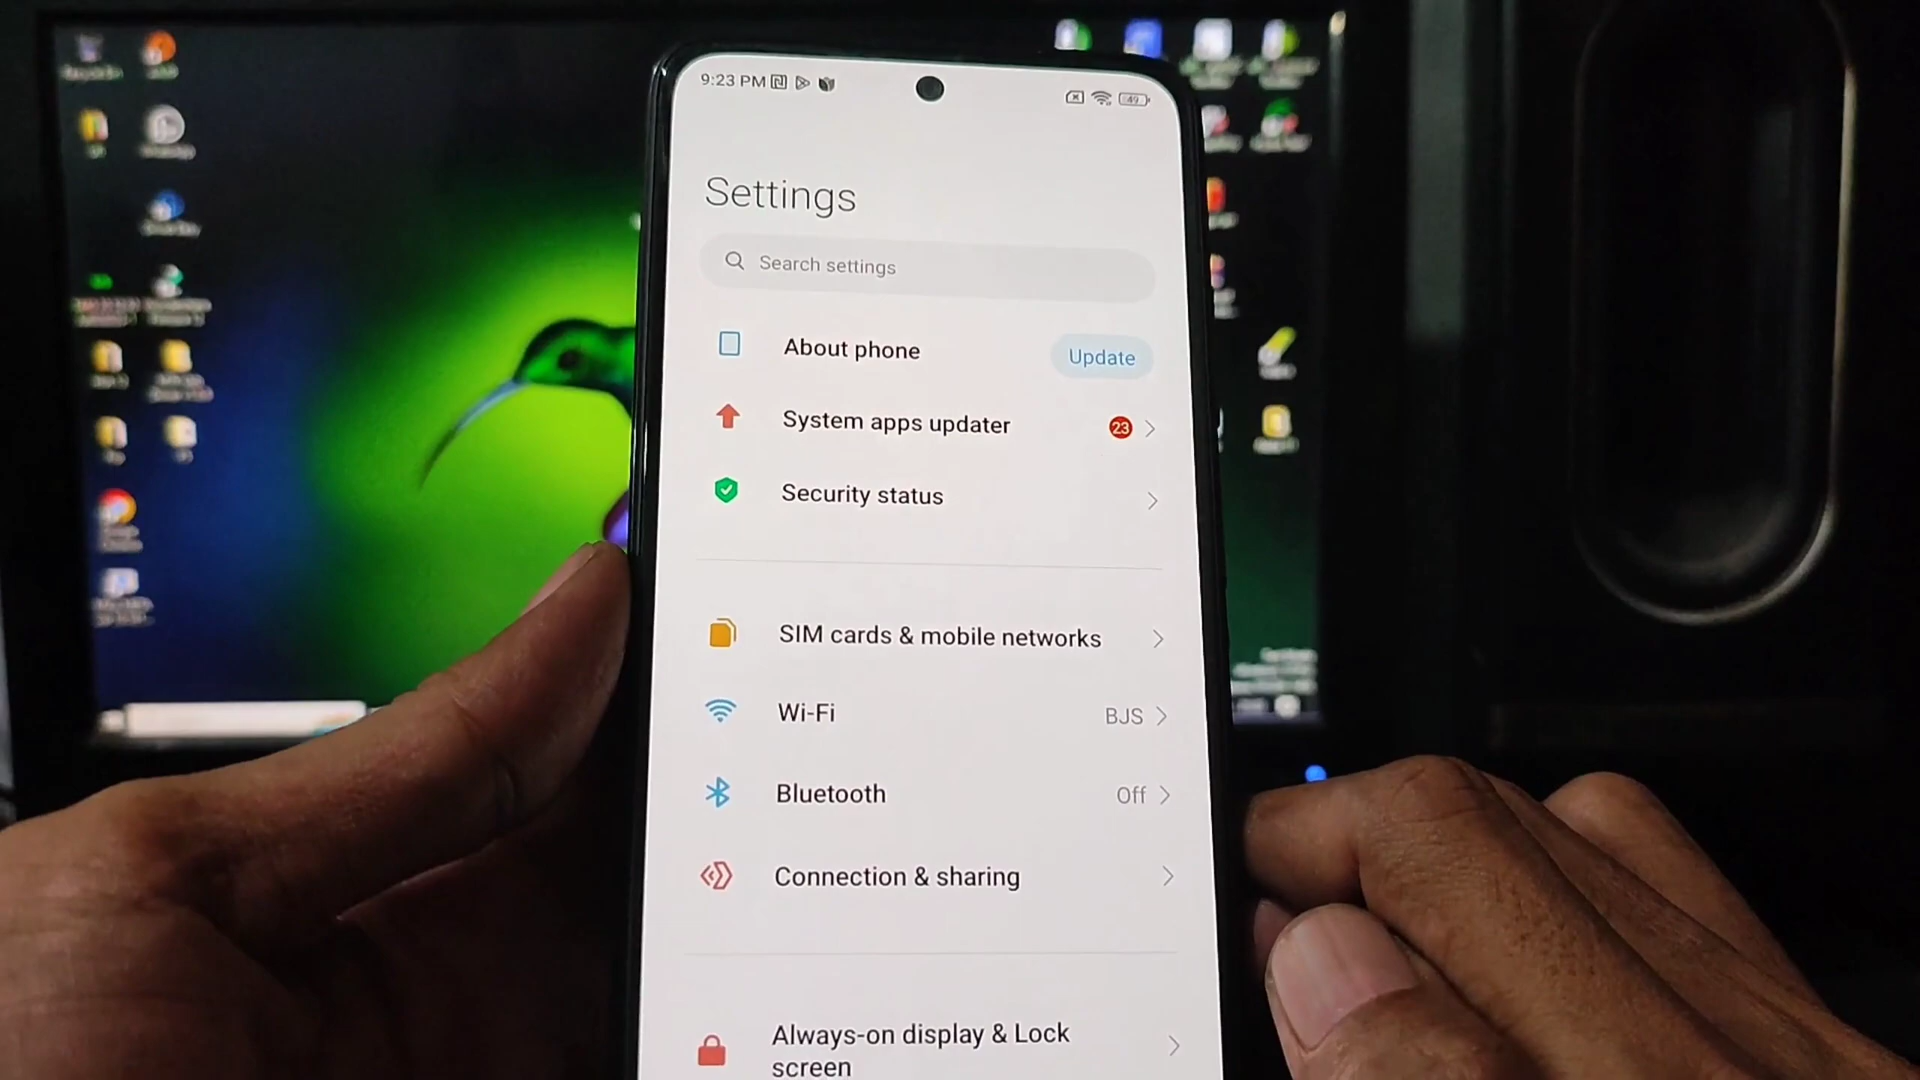 9:23 PM
49
Settings
Search settings
About phone
Update
System apps updater
23
Security status
SIM cards & mobile networks
Wi-Fi
BJS
Bluetooth
Off
Connection & sharing
Always-on display & Lock
screen